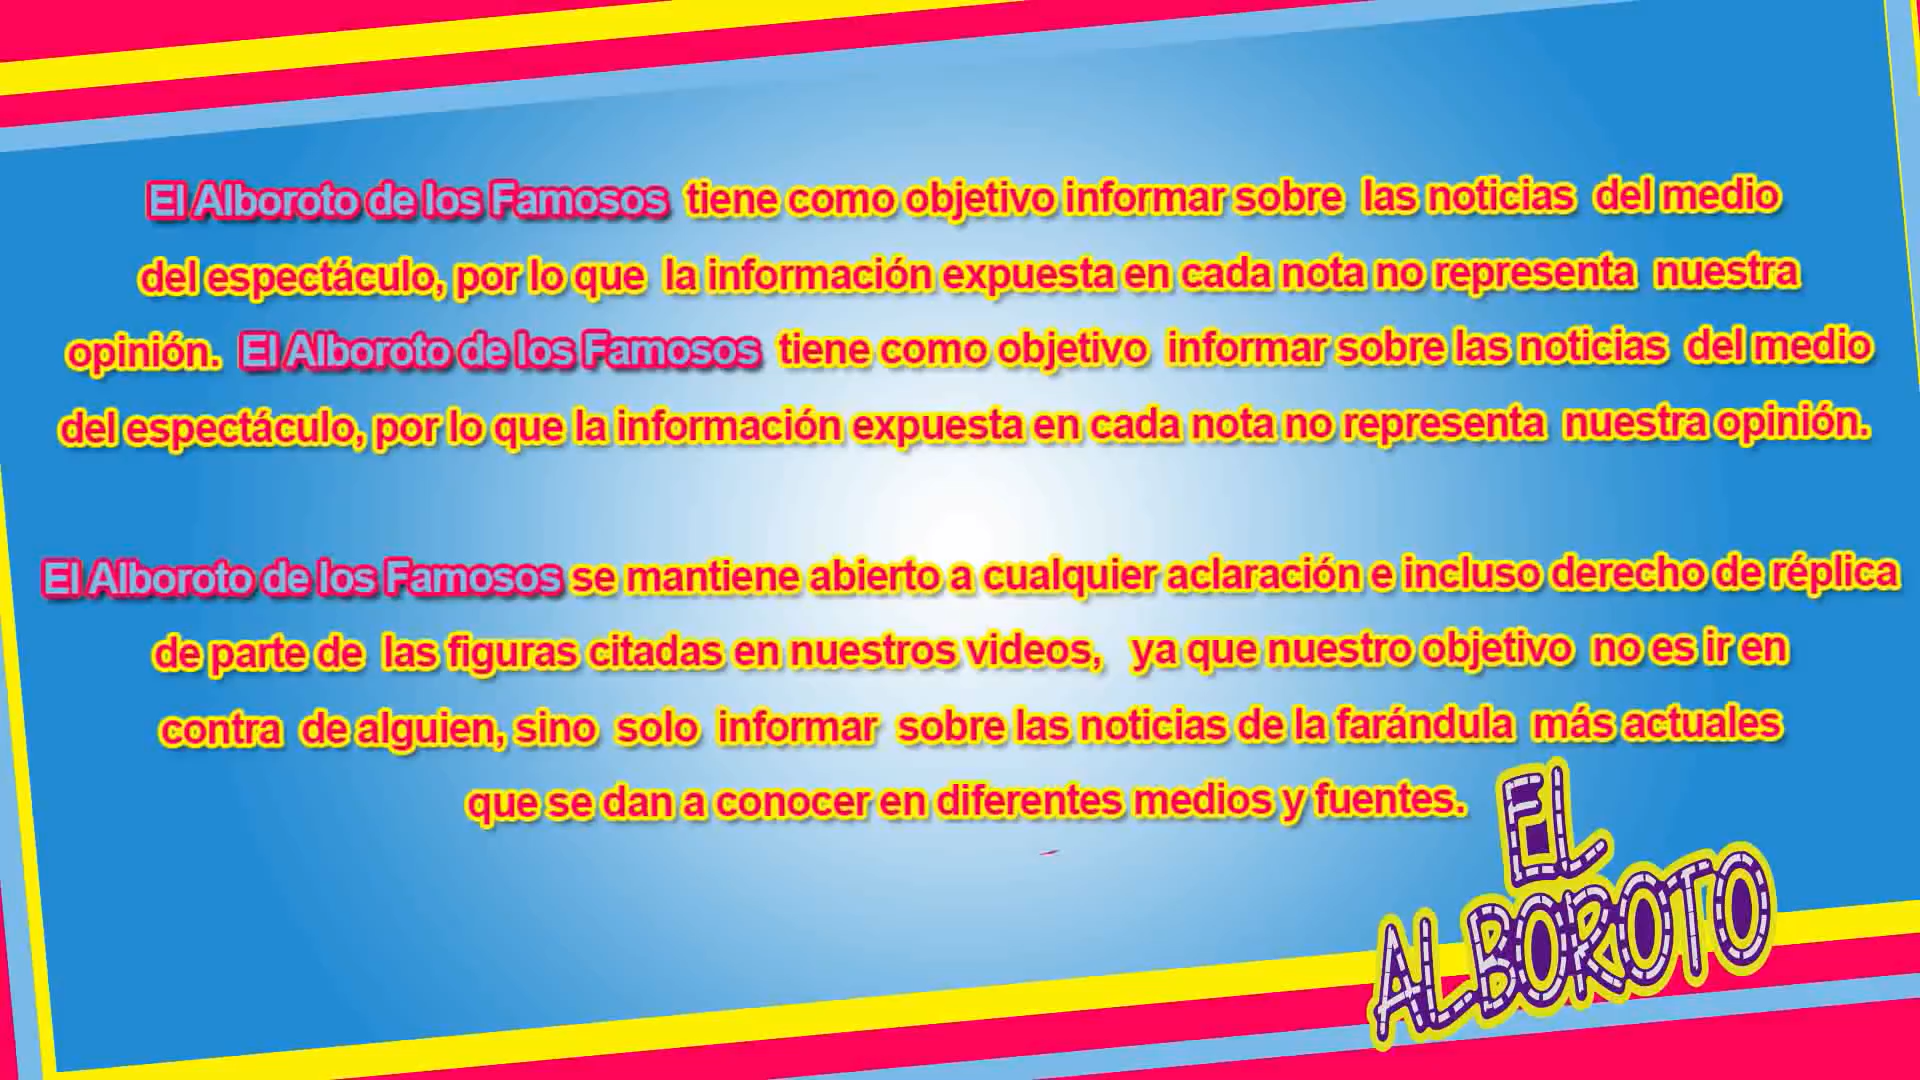 El Alboroto de los Famosos tiene como objetivo informar sobre las noticias del medio
del espectáculo, por lo que la información expuesta en cada nota no representa nuestra
opinión. El Alboroto de los Famosos tiene como objetivo informar sobre las noticias del medio
del espectáculo, por lo que la información expuesta en cada nota no representa nuestra opinión.
El Alboroto de los Famosos se mantiene abierto a cualquier aclaración e incluso derecho de réplica
de parte de las figuras citadas en nuestros videos, ya que nuestro objetivo no es ir en
contra de alguien, sino solo informar sobre las noticias de la farándula más actuales
que se dan a conocer en diferentes medios y fuentes.
EL
ALBOROTO